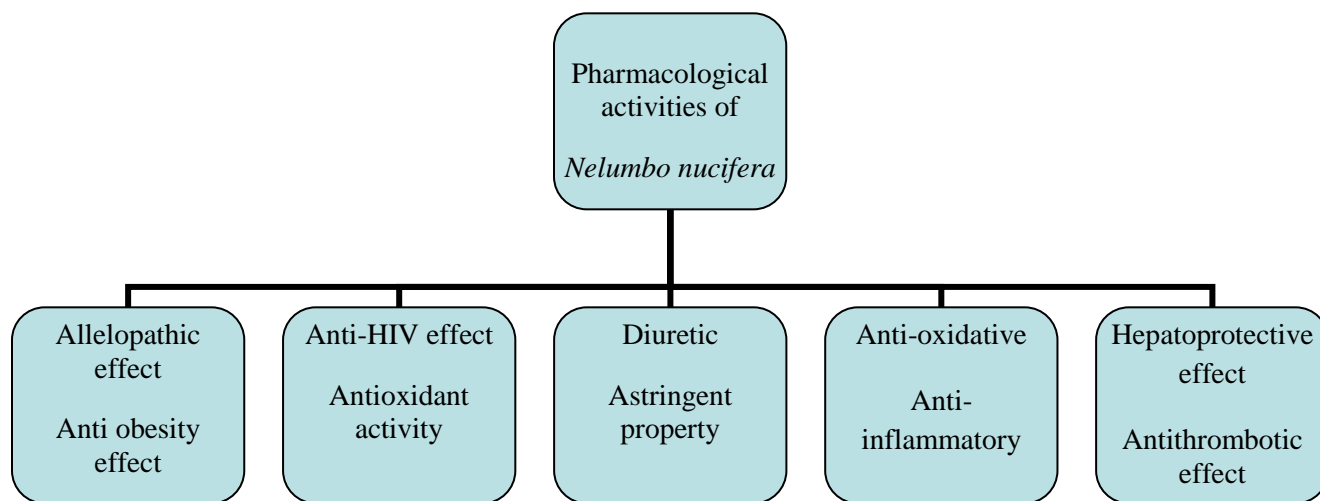 Pharmacological
activities of
Nelumbo nucifera
Allelopathic
effect
Anti obesity
effect
Anti-HIV effect
Antioxidant
activity
Diuretic
Astringent
property
Anti-oxidative
Anti-
inflammatory
Hepatoprotective
effect
Antithrombotic
effect